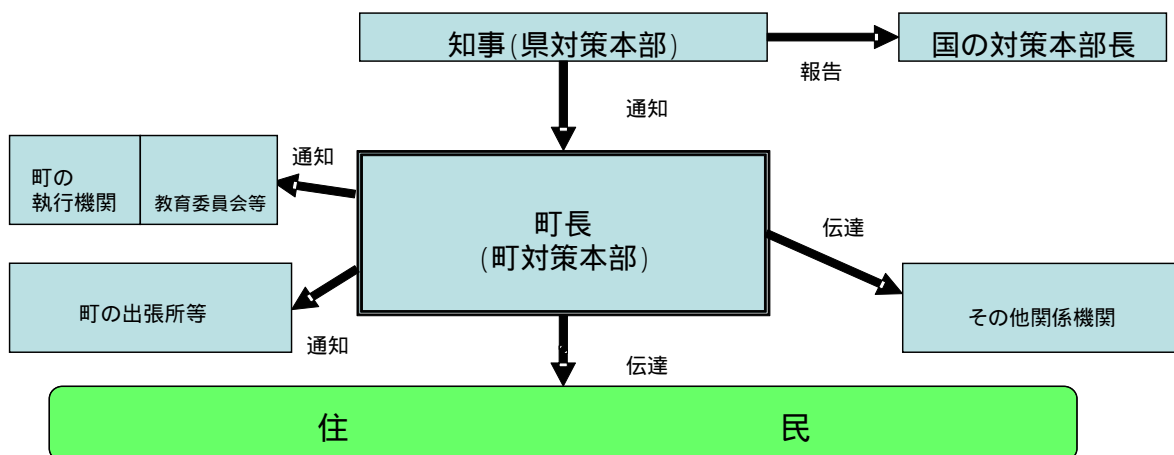 知事(県対策本部)
国の対策本部長
報告
通知
町の
執行機関
教育委員会等
通知
町長
(町対策本部)
伝達
町の出張所等
通知
その他関係機関
伝達
住 民